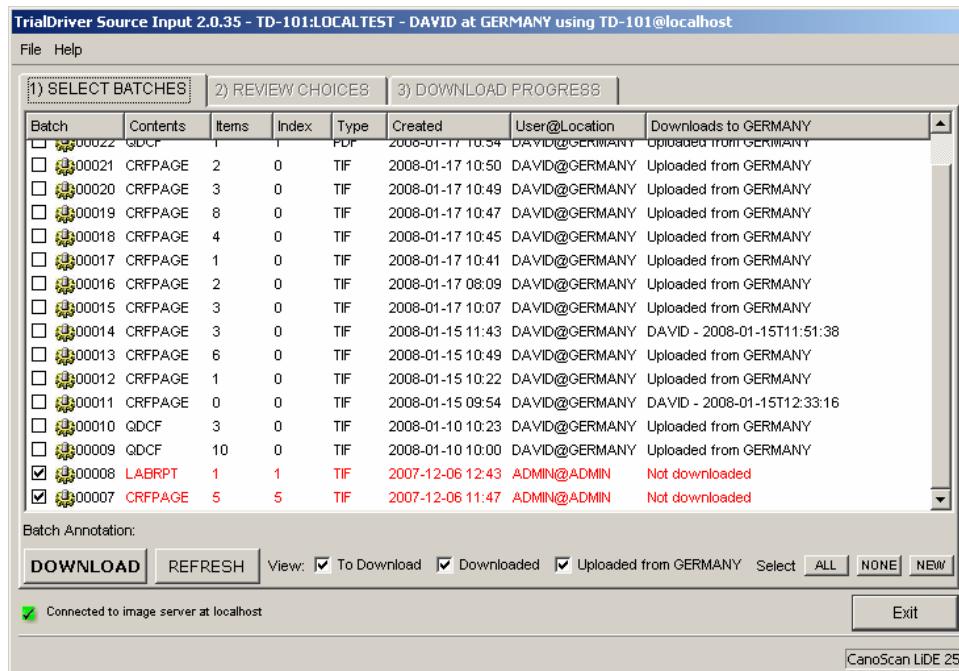 TrialDriver Source Input 2.0.35 - TD-101:LOCALTEST - DAVID at GERMANY using TD-101@localhost
File Help
1) SELECT BATCHES 2) REVIEW CHOICES 3) DOWNLOAD PROGRESS
Batch Contents Items Index Type Created User@Location Downloads to GERMANY
00022 QDCF 1 1 PDF 2008-01-17 10:54 DAVID@GERMANY Uploaded from GERMANY
00021 CRFPAGE 2 0 TIF 2008-01-17 10:50 DAVID@GERMANY Uploaded from GERMANY
00020 CRFPAGE 3 0 TIF 2008-01-17 10:49 DAVID@GERMANY Uploaded from GERMANY
00019 CRFPAGE 8 0 TIF 2008-01-17 10:47 DAVID@GERMANY Uploaded from GERMANY
00018 CRFPAGE 4 0 TIF 2008-01-17 10:45 DAVID@GERMANY Uploaded from GERMANY
00017 CRFPAGE 1 0 TIF 2008-01-17 10:41 DAVID@GERMANY Uploaded from GERMANY
00016 CRFPAGE 2 0 TIF 2008-01-17 08:09 DAVID@GERMANY Uploaded from GERMANY
00015 CRFPAGE 3 0 TIF 2008-01-17 10:07 DAVID@GERMANY Uploaded from GERMANY
00014 CRFPAGE 3 0 TIF 2008-01-15 11:43 DAVID@GERMANY DAVID - 2008-01-15T11:51:38
00013 CRFPAGE 6 0 TIF 2008-01-15 10:49 DAVID@GERMANY Uploaded from GERMANY
00012 CRFPAGE 1 0 TIF 2008-01-15 10:22 DAVID@GERMANY Uploaded from GERMANY
00011 CRFPAGE 0 0 TIF 2008-01-15 09:54 DAVID@GERMANY DAVID - 2008-01-15T12:33:16
00010 QDCF 3 0 TIF 2008-01-10 10:23 DAVID@GERMANY Uploaded from GERMANY
00009 QDCF 10 0 TIF 2008-01-10 10:00 DAVID@GERMANY Uploaded from GERMANY
00008 LABRPT 1 1 TIF 2007-12-06 12:43 ADMIN@ADMIN Not downloaded
00007 CRFPAGE 5 5 TIF 2007-12-06 11:47 ADMIN@ADMIN Not downloaded
Batch Annotation:
DOWNLOAD REFRESH View: To Download Downloaded Uploaded from GERMANY Select ALL NONE NEW
Connected to image server at localhost Exit
CanoScan LiDE 25